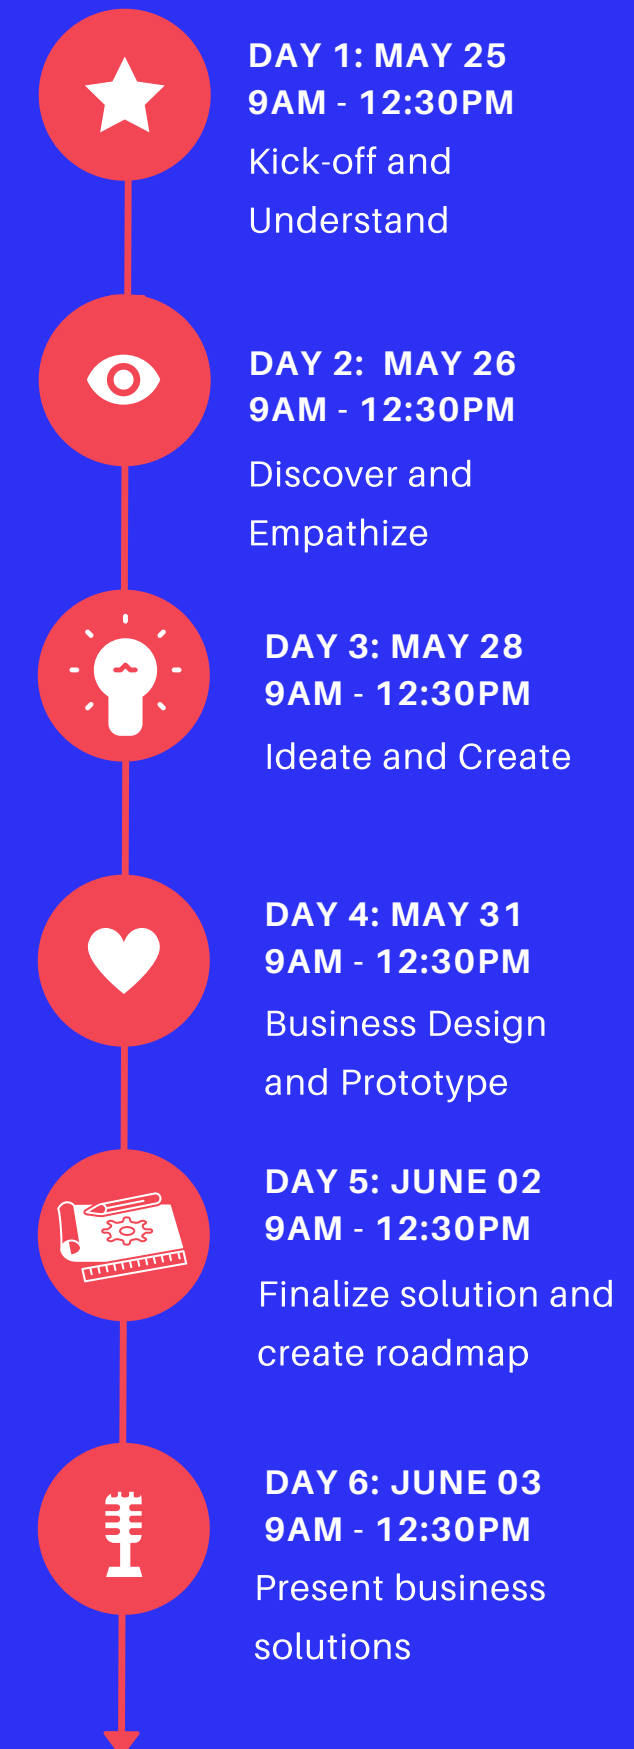 DAY 1: MAY 25
9AM - 12:30PM
Kick-off and
Understand
DAY 2:  MAY 26
9AM - 12:30PM
Discover and
Empathize
DAY 3: MAY 28
9AM - 12:30PM
Ideate and Create
DAY 4: MAY 31
9AM - 12:30PM
Business Design
and Prototype
DAY 5: JUNE 02
9AM - 12:30PM
Finalize solution and
create roadmap
DAY 6: JUNE 03
9AM - 12:30PM
Present business
solutions